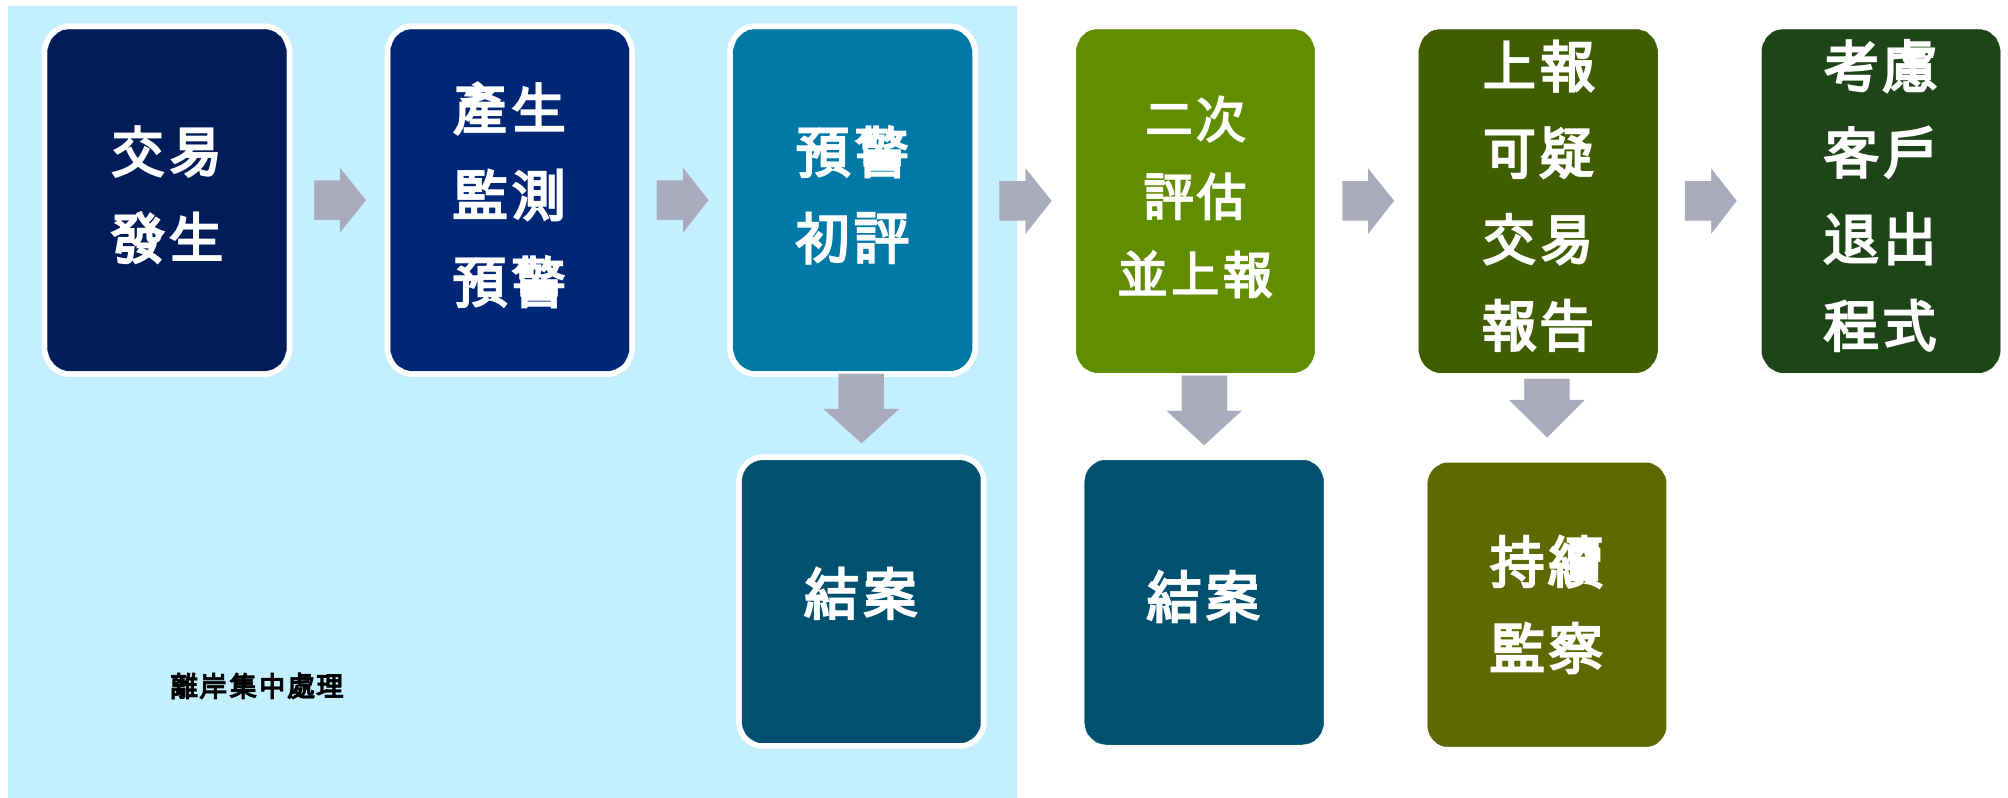 交易
發生
產生
監測
預警
預警
初評
二次
評估
並上報
上報
可疑
交易
報告
考慮
客戶
退出
程式
結案
結案
持續
監察
離岸集中處理